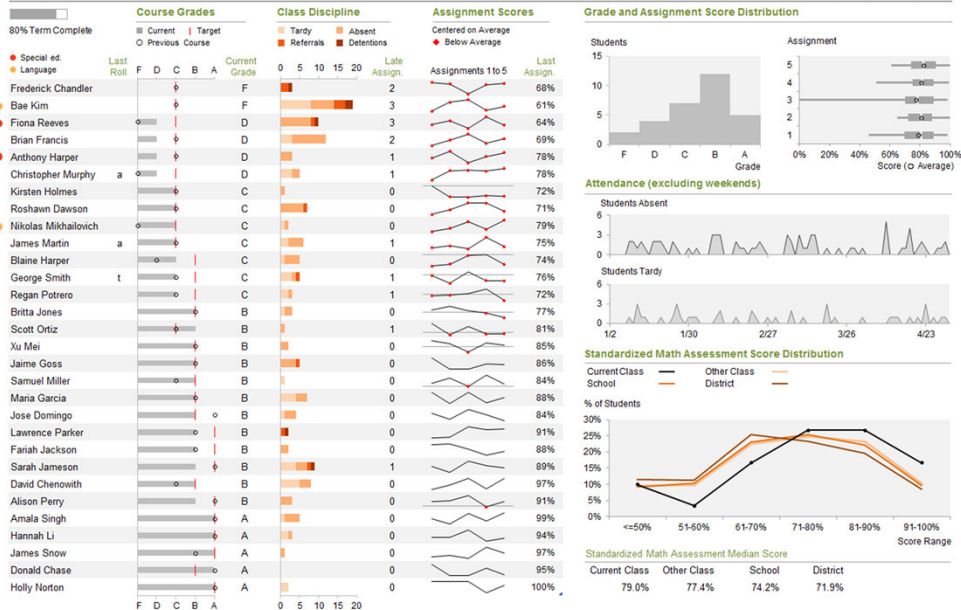 Course Grades
Class Discipline
Assignment Scores
Grade and Assignment Score Distribution
80% Term Complete
Current | Target
Previous Course
Tardy Absent
Referrals Detentions
Centered on Average
Below Average
Special ed.
Language
Last Roll
F D C B A
Current Grade
0 5 10 15 20
Late Assign.
Assignments 1 to 5
Last Assign.
Frederick Chandler F 2 68%
Bae Kim F 3 61%
Fiona Reeves D 3 64%
Brian Francis D 2 69%
Anthony Harper D 1 78%
Christopher Murphy a D 1 78%
Kirsten Holmes C 0 72%
Roshawn Dawson C 0 71%
Nikolas Mikhailovich C 0 79%
James Martin a C 1 75%
Blaine Harper C 0 74%
George Smith t C 1 76%
Regan Potrero C 1 72%
Britta Jones B 0 77%
Scott Ortiz B 1 81%
Xu Mei B 0 85%
Jaime Goss B 0 86%
Samuel Miller B 0 84%
Maria Garcia B 0 88%
Jose Domingo B 0 84%
Lawrence Parker B 0 91%
Fariah Jackson B 0 88%
Sarah Jameson B 1 89%
David Chenowith B 0 97%
Alison Perry B 0 91%
Amala Singh A 0 99%
Hannah Li A 0 94%
James Snow A 0 97%
Donald Chase A 0 95%
Holly Norton A 0 100%
F D C B A
0 5 10 15 20
Students
15
10
5
0
F D C B A
Grade
Assignment
5
4
3
2
1
0% 20% 40% 60% 80% 100%
Score (o Average)
Attendance (excluding weekends)
Students Absent
6
3
0
Students Tardy
6
3
0
1/2 1/30 2/27 3/26 4/23
Standardized Math Assessment Score Distribution
Current Class Other Class
School District
% of Students
30%
25%
20%
15%
10%
5%
0%
<=50% 51-60% 61-70% 71-80% 81-90% 91-100%
Score Range
Standardized Math Assessment Median Score
Current Class Other Class School District
79.0% 77.4% 74.2% 71.9%